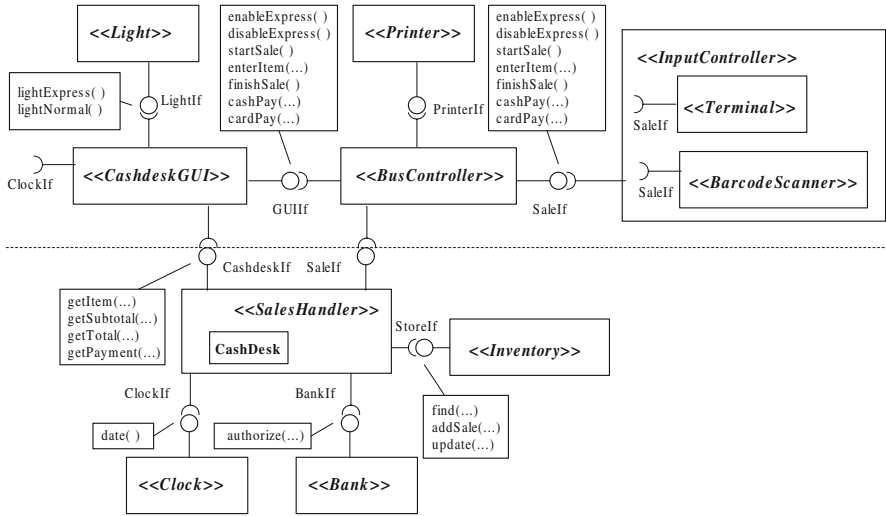 <<Light>>
lightExpress( )
lightNormal( )
LightIf
enableExpress( )
disableExpress( )
startSale( )
enterItem(...)
finishSale( )
cashPay(...)
cardPay(...)
<<Printer>>
PrinterIf
enableExpress( )
disableExpress( )
startSale( )
enterItem(...)
finishSale( )
cashPay(...)
cardPay(...)
<<InputController>>
<<Terminal>>
SaleIf
<<BarcodeScanner>>
SaleIf
ClockIf
<<CashdeskGUI>>
GUIIf
<<BusController>>
SaleIf
CashdeskIf
SaleIf
getItem(...)
getSubtotal(...)
getTotal(...)
getPayment(...)
<<SalesHandler>>
CashDesk
StoreIf
<<Inventory>>
find(...)
addSale(...)
update(...)
ClockIf
BankIf
date( )
authorize(...)
<<Clock>>
<<Bank>>